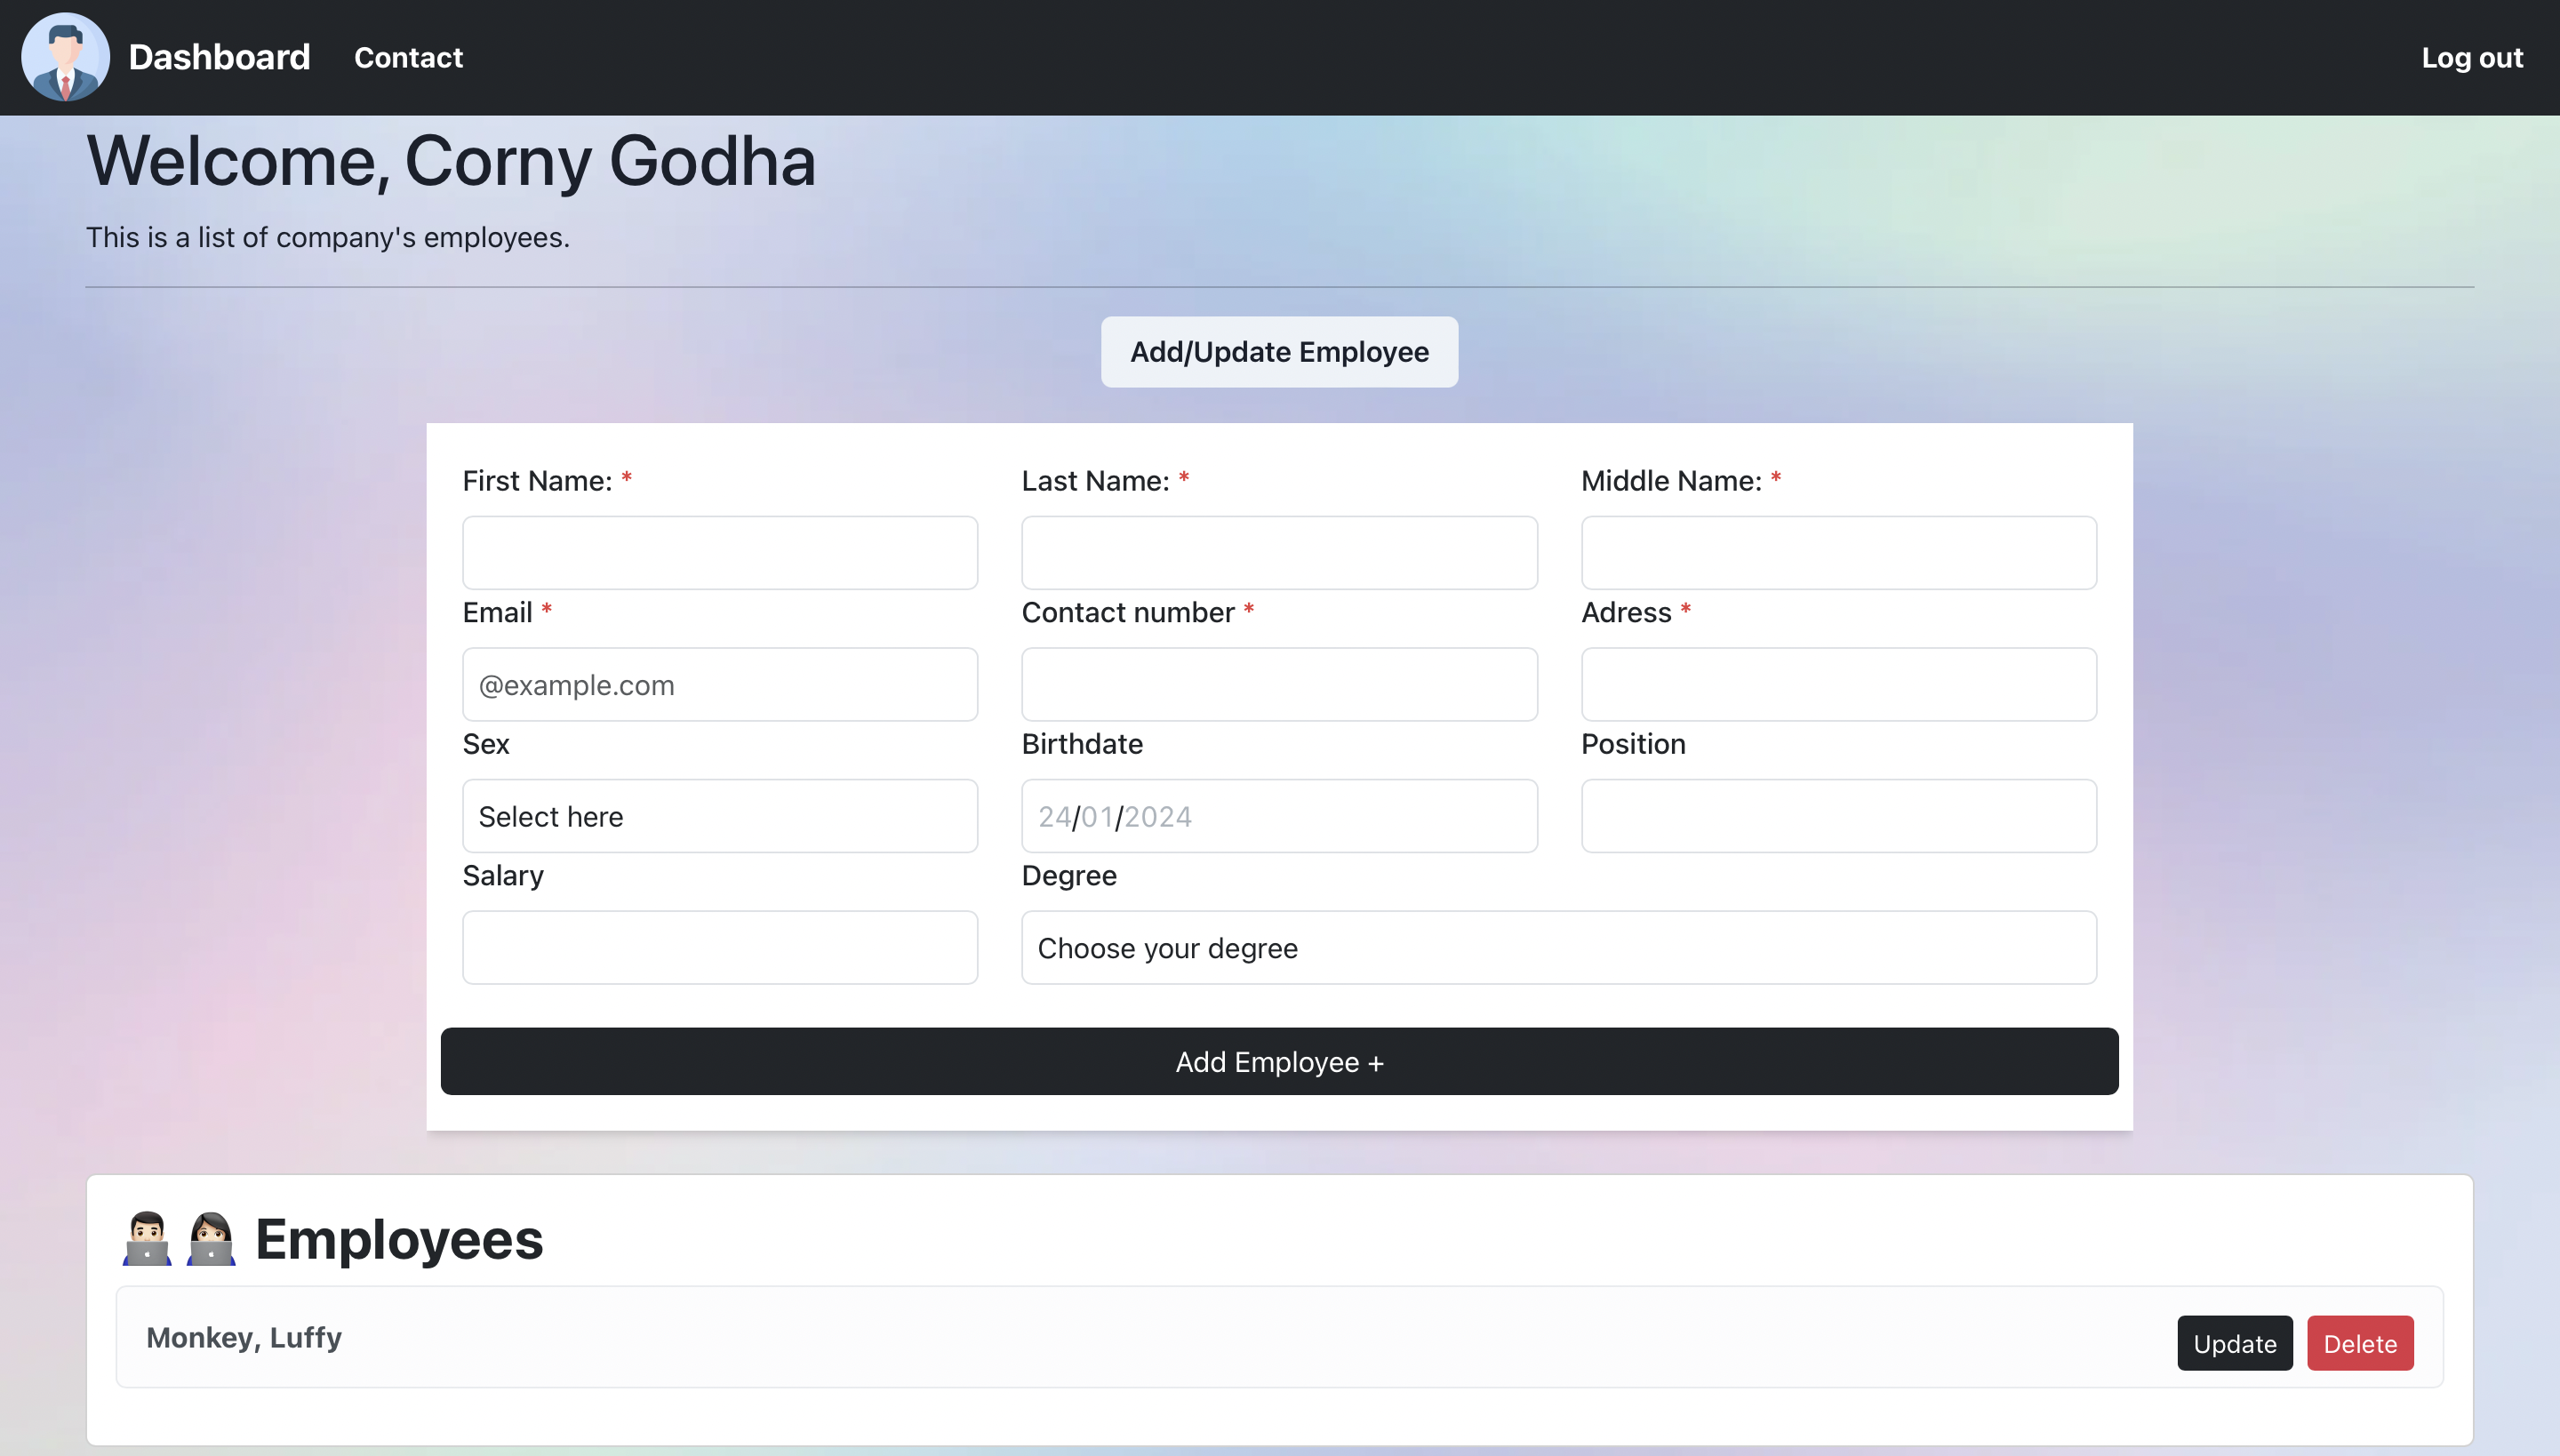 Dashboard Contact Log out
Welcome, Corny Godha
This is a list of company's employees.
Add/Update Employee
First Name: * Last Name: * Middle Name: *
Email * Contact number * Adress *
@example.com
Sex Birthdate Position
Select here 24/01/2024
Salary Degree
Choose your degree
Add Employee +
Employees
Monkey, Luffy Update Delete